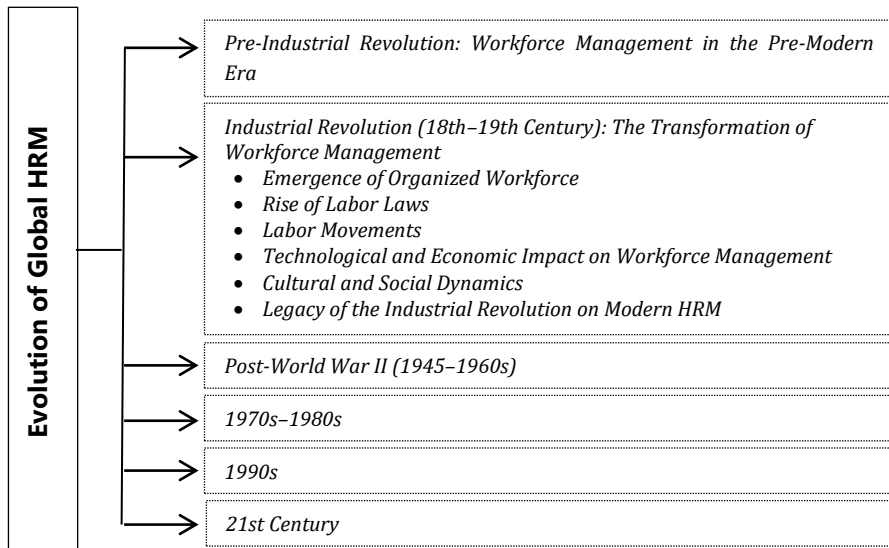 Evolution of Global HRM
Pre-Industrial Revolution: Workforce Management in the Pre-Modern
Era
Industrial Revolution (18th–19th Century): The Transformation of
Workforce Management
• Emergence of Organized Workforce
• Rise of Labor Laws
• Labor Movements
• Technological and Economic Impact on Workforce Management
• Cultural and Social Dynamics
• Legacy of the Industrial Revolution on Modern HRM
Post-World War II (1945–1960s)
1970s–1980s
1990s
21st Century